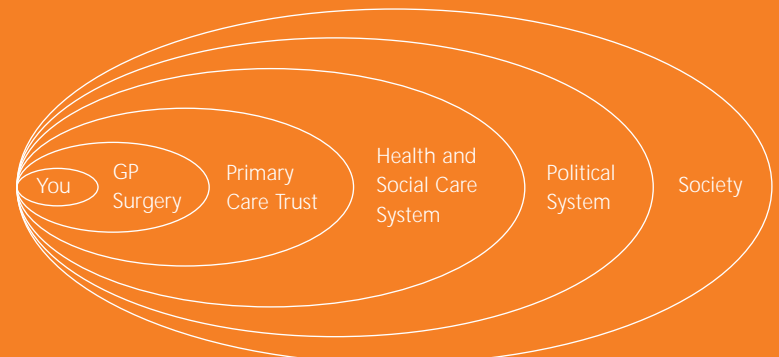 You
GP
Surgery
Primary
Care Trust
Health and
Social Care
System
Political
System
Society